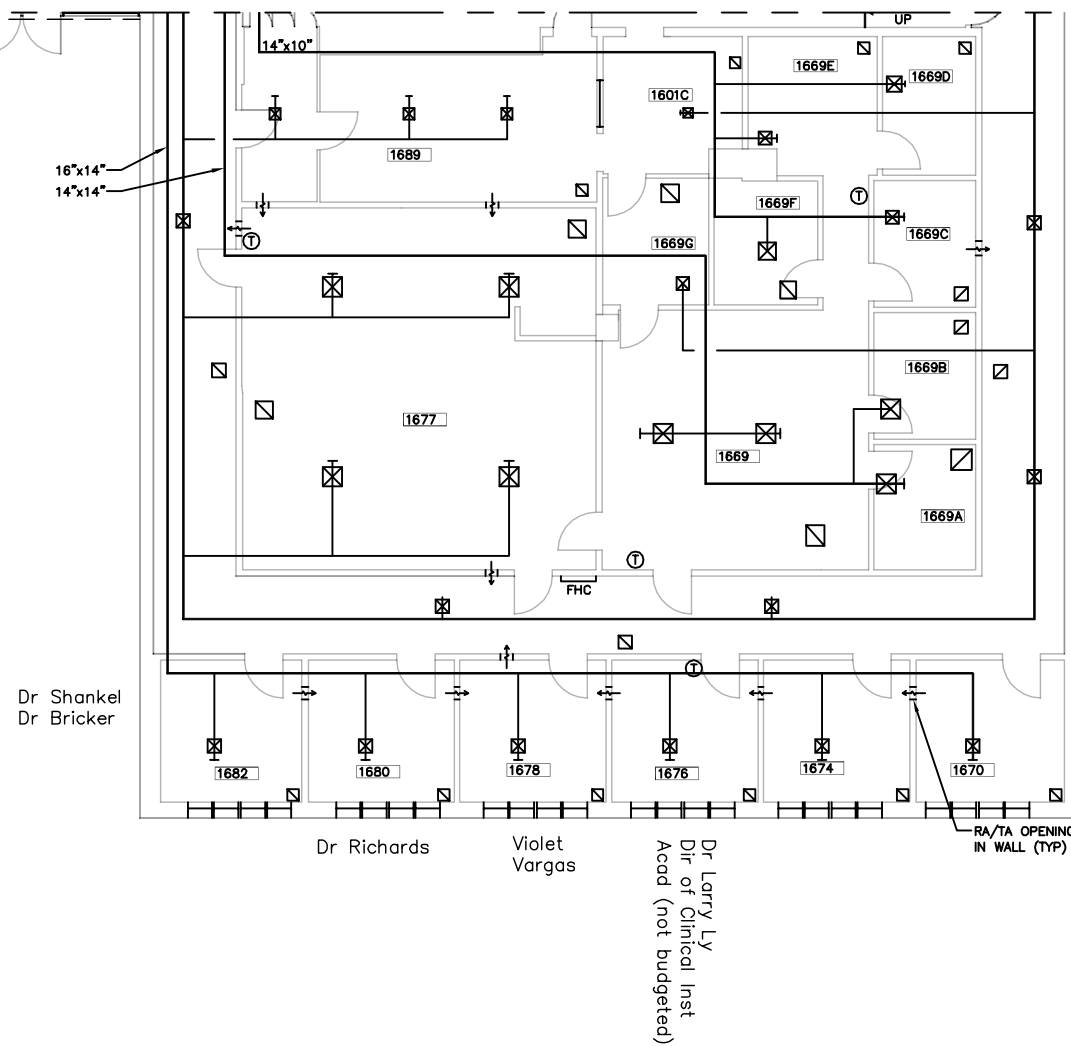 UP
14"x10"
1669E
1669D
1601C
1689
16"x14"
14"x14"
1669F
T
1669C
1669G
T
1669B
1677
1669
1669A
T
FHC
T
Dr Shankel
Dr Bricker
1682
1680
1678
1676
1674
1670
RA/TA OPENING
IN WALL (TYP)
Dr Richards
Violet
Vargas
Dr Larry Ly
Dir of Clinical Inst
Acad (not budgeted)